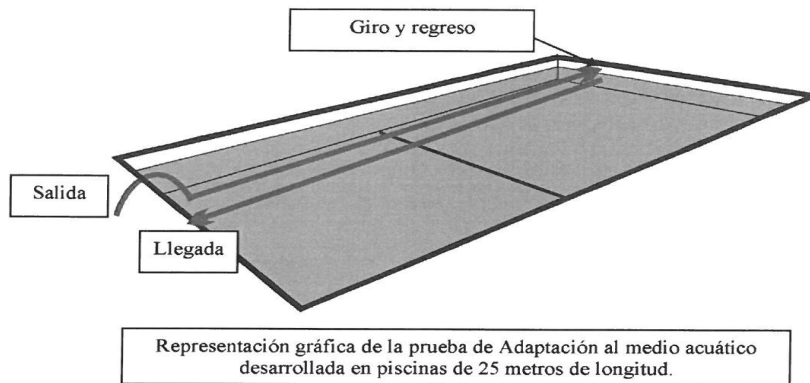 Giro y regreso
Salida
Llegada
Representación gráfica de la prueba de Adaptación al medio acuático
desarrollada en piscinas de 25 metros de longitud.